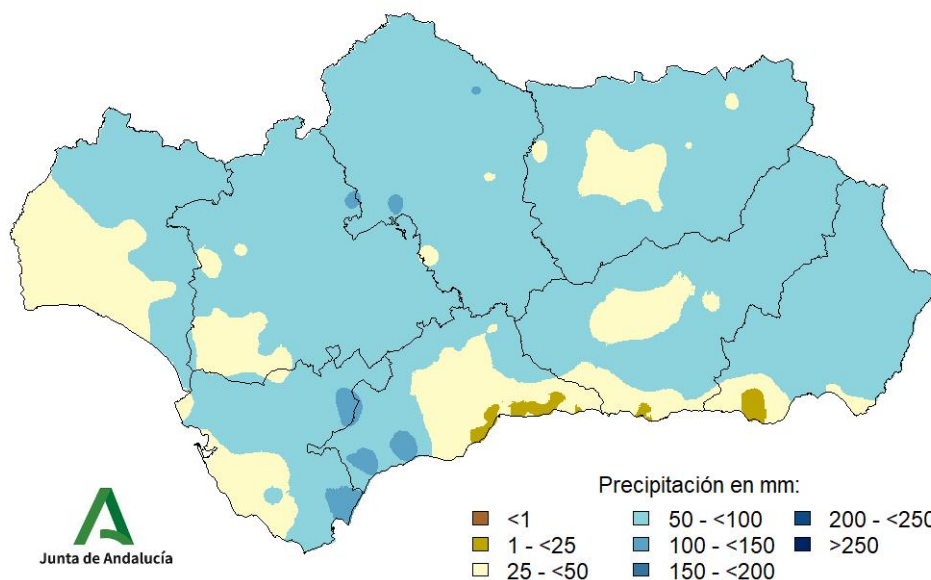 Precipitación en mm:
<1
50 - <100
200 - <250
1 - <25
100 - <150
>250
25 - <50
150 - <200
Junta de Andalucía